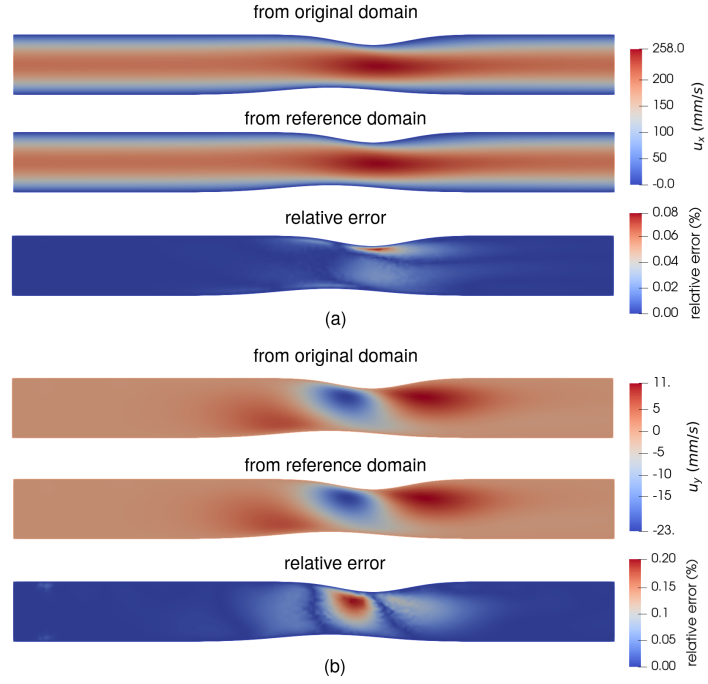 from original domain
258.0
200
150
100
50
-0.0
u_x (mm/s)
from reference domain
relative error
0.08
0.06
0.04
0.02
0.00
relative error (%)
(a)
from original domain
11.
5
0
-5
-10
-15
-23.
u_y (mm/s)
from reference domain
relative error
0.20
0.15
0.1
0.05
0.00
relative error (%)
(b)